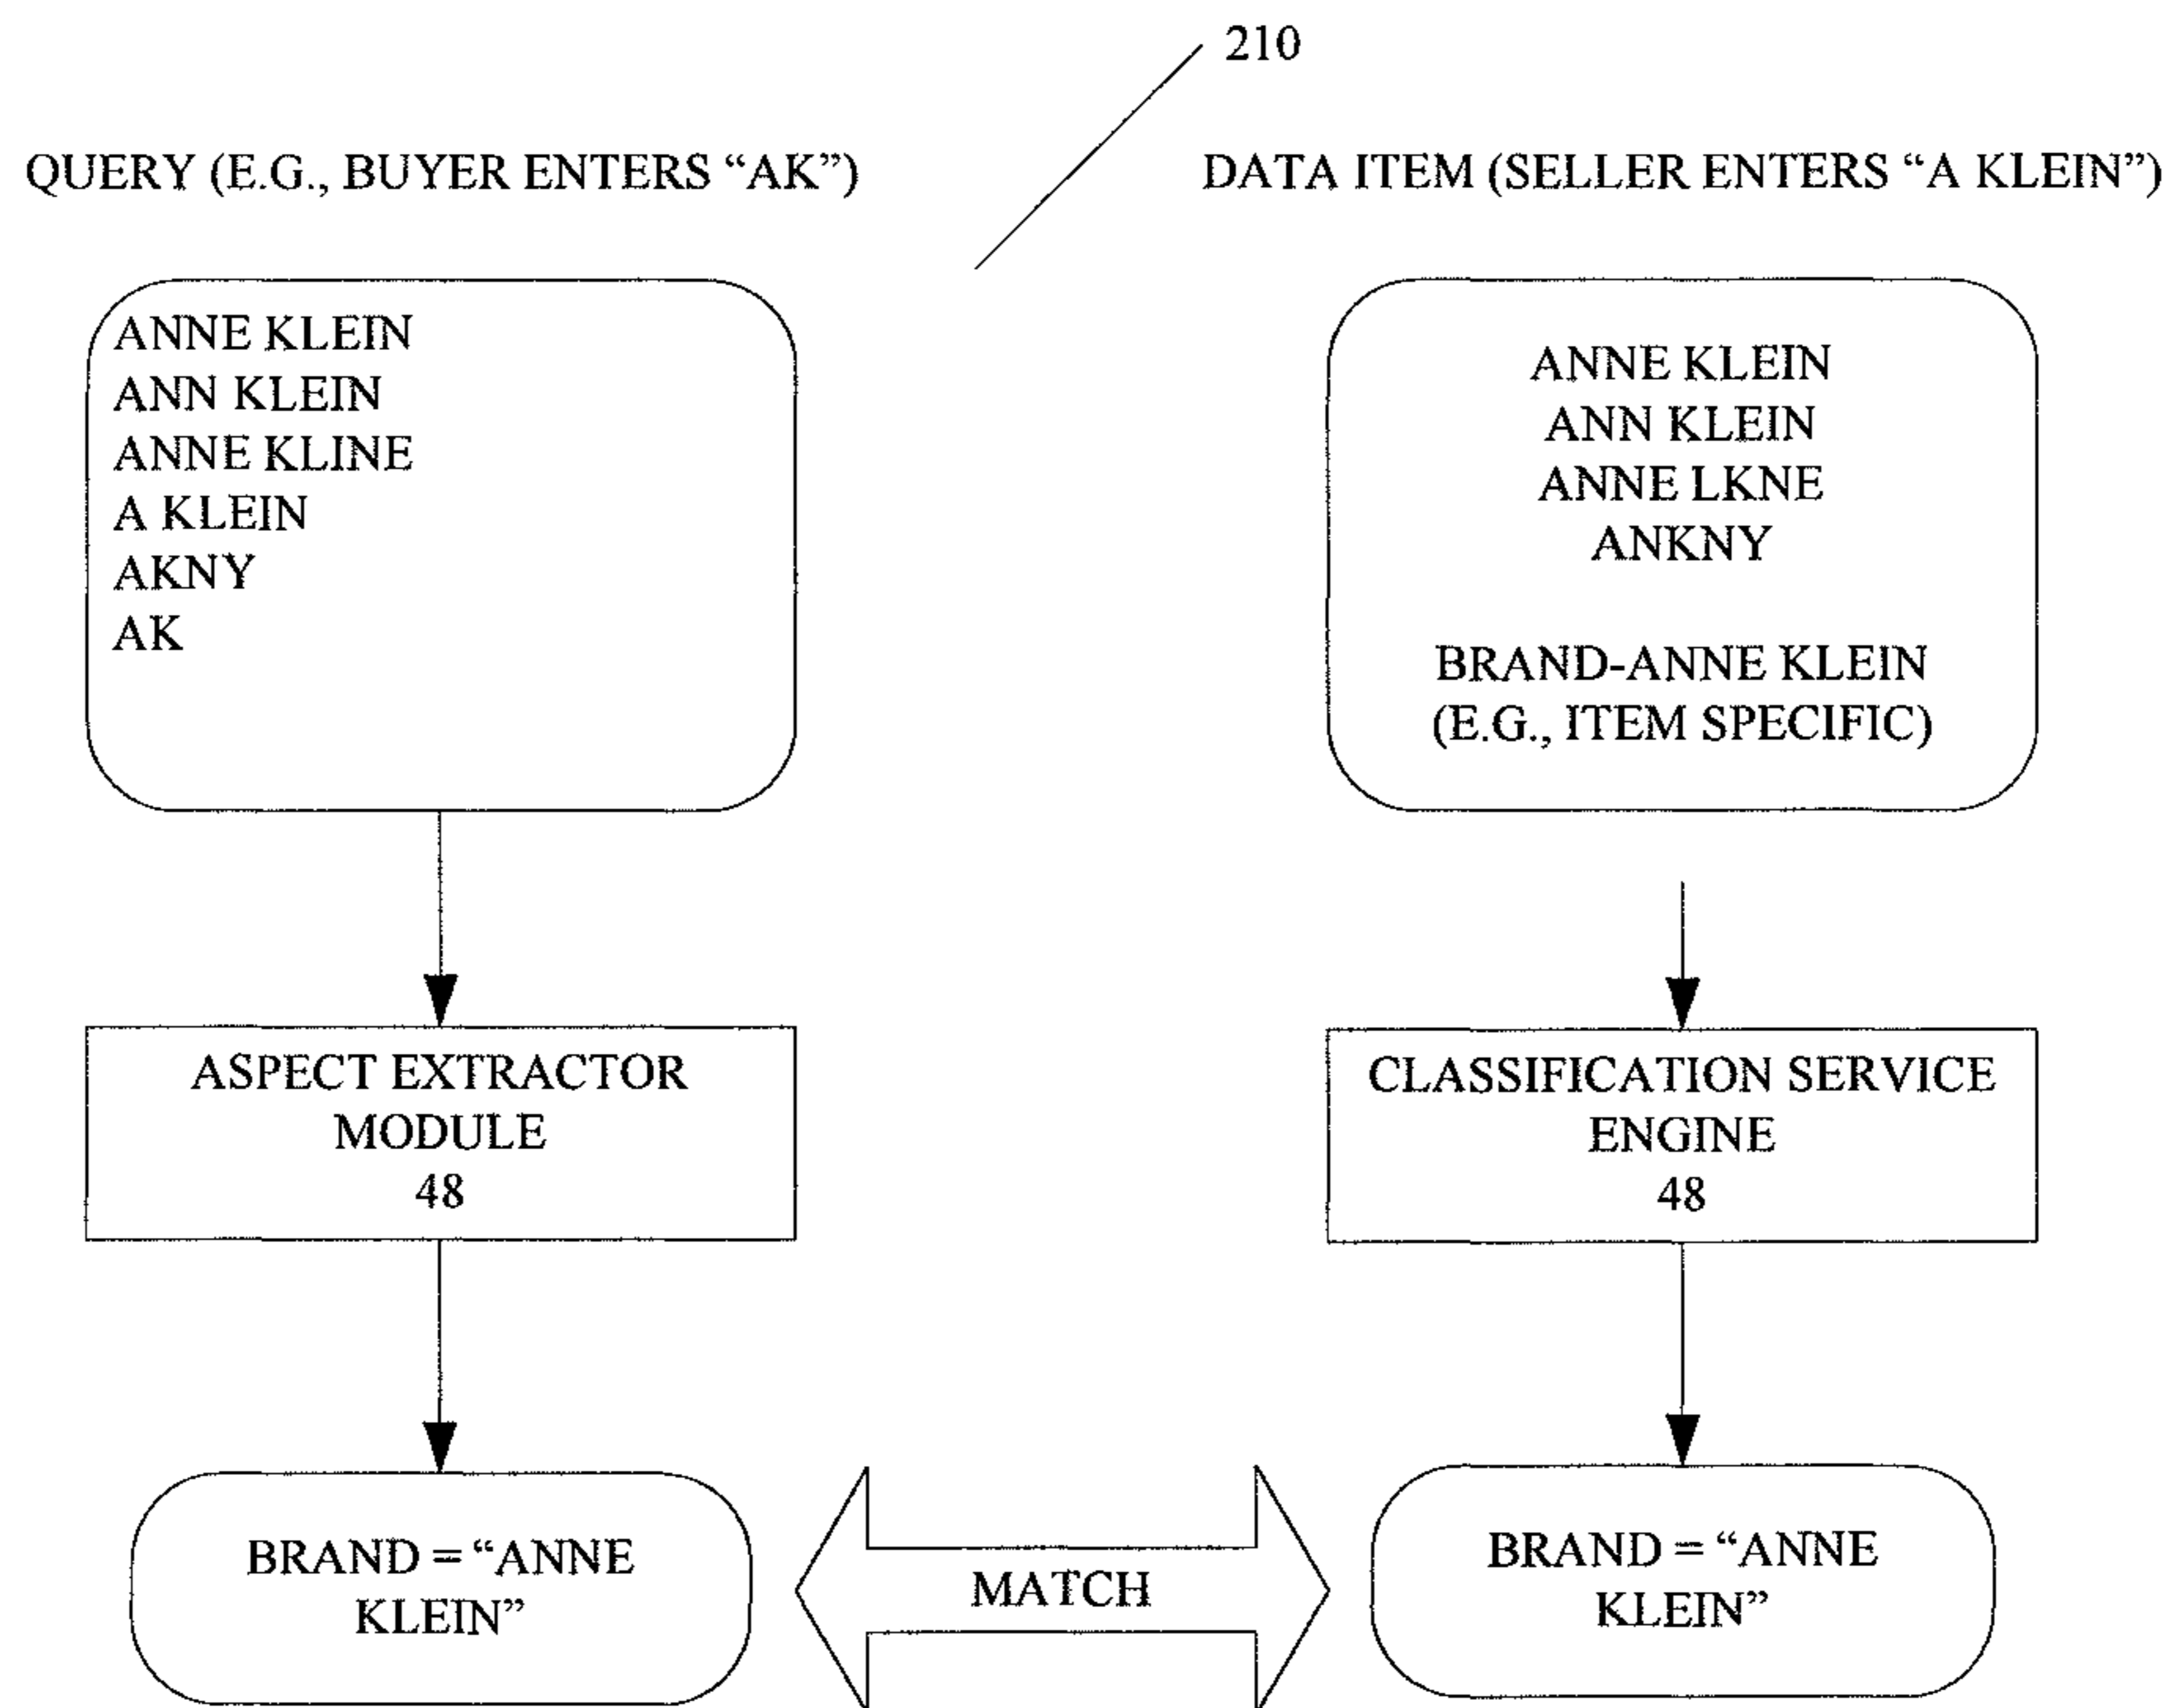 210
QUERY (E.G., BUYER ENTERS “AK”)
DATA ITEM (SELLER ENTERS “A KLEIN”)
ANNE KLEIN
ANN KLEIN
ANNE KLINE
A KLEIN
AKNY
AK
ANNE KLEIN
ANN KLEIN
ANNE LKNE
ANKNY
BRAND-ANNE KLEIN
(E.G., ITEM SPECIFIC)
ASPECT EXTRACTOR
MODULE
48
CLASSIFICATION SERVICE
ENGINE
48
BRAND = “ANNE
KLEIN”
MATCH
BRAND = “ANNE
KLEIN”